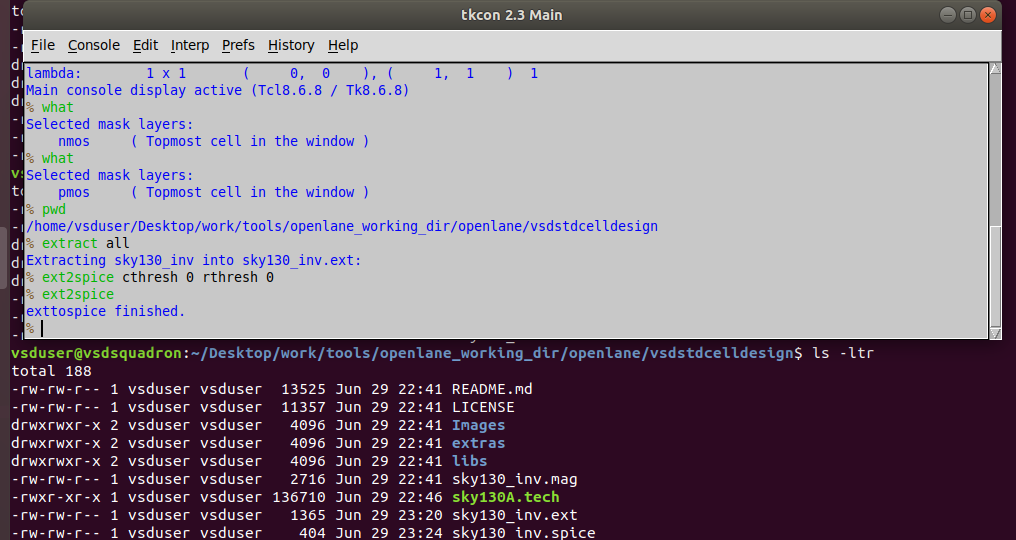 tkcon 2.3 Main
File Console Edit Interp Prefs History Help
lambda: 1 x 1 ( 0, 0 ), ( 1, 1 ) 1
Main console display active (Tcl8.6.8 / Tk8.6.8)
% what
Selected mask layers:
nmos ( Topmost cell in the window )
% what
Selected mask layers:
pmos ( Topmost cell in the window )
% pwd
/home/vsduser/Desktop/work/tools/openlane_working_dir/openlane/vsdstdcelldesign
% extract all
Extracting sky130_inv into sky130_inv.ext:
% ext2spice cthresh 0 rthresh 0
% ext2spice
exttospice finished.
%
vsduser@vsdsquadron:~/Desktop/work/tools/openlane_working_dir/openlane/vsdstdcelldesign$ ls -ltr
total 188
-rw-rw-r-- 1 vsduser vsduser 13525 Jun 29 22:41 README.md
-rw-rw-r-- 1 vsduser vsduser 11357 Jun 29 22:41 LICENSE
drwxrwxr-x 2 vsduser vsduser 4096 Jun 29 22:41 Images
drwxrwxr-x 2 vsduser vsduser 4096 Jun 29 22:41 extras
drwxrwxr-x 2 vsduser vsduser 4096 Jun 29 22:41 libs
-rw-rw-r-- 1 vsduser vsduser 2716 Jun 29 22:41 sky130_inv.mag
-rwxr-xr-x 1 vsduser vsduser 136710 Jun 29 22:46 sky130A.tech
-rw-rw-r-- 1 vsduser vsduser 1365 Jun 29 23:20 sky130_inv.ext
-rw-rw-r-- 1 vsduser vsduser 404 Jun 29 23:24 sky130_inv.spice